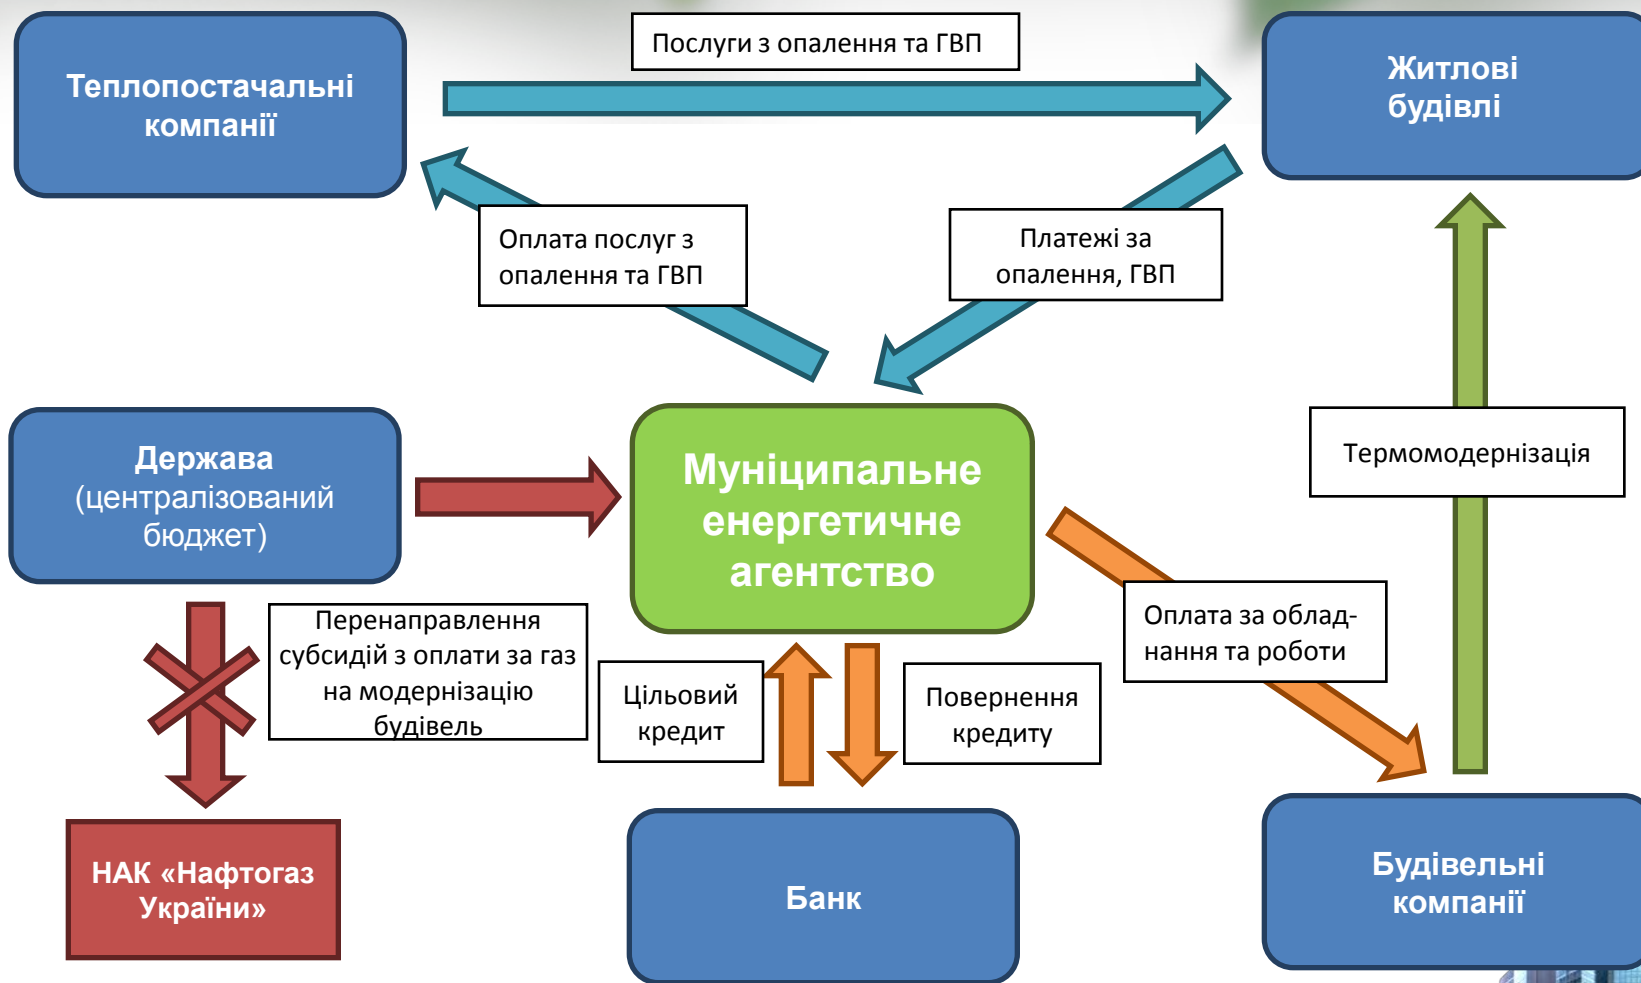 Послуги з опалення та ГВП
Теплопостачальні
компанії
Житлові
будівлі
Оплата послуг з
опалення та ГВП
Платежі за
опалення, ГВП
Держава
(централізований
бюджет)
Муніципальне
енергетичне
агентство
Термомодернізація
Перенаправлення
субсидій з оплати за газ
на модернізацію
будівель
Цільовий
кредит
Повернення
кредиту
Оплата за облад-
нання та роботи
НАК «Нафтогаз
України»
Банк
Будівельні
компанії